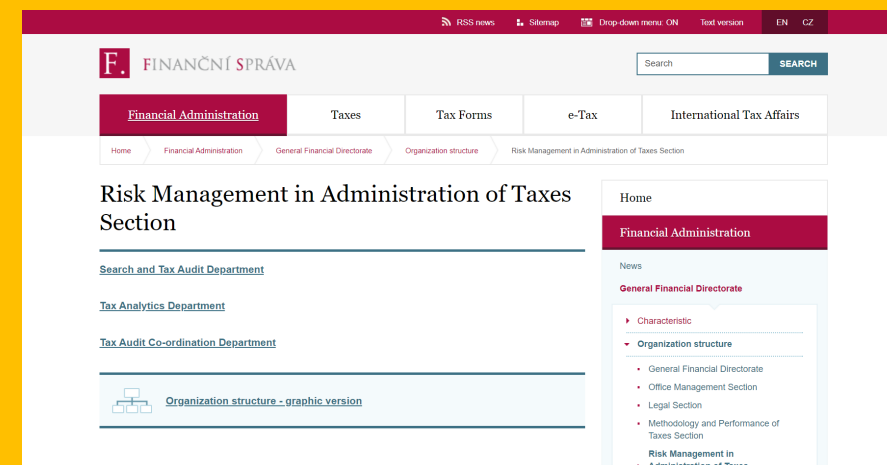 RSS news Sitemap Drop-down menu: ON Text version EN CZ
F. FINANČNÍ SPRÁVA
Search SEARCH
Financial Administration Taxes Tax Forms e-Tax International Tax Affairs
Home Financial Administration General Financial Directorate Organization structure Risk Management in Administration of Taxes Section
Risk Management in Administration of Taxes
Section
Search and Tax Audit Department
Tax Analytics Department
Tax Audit Co-ordination Department
Organization structure - graphic version
Home
Financial Administration
News
General Financial Directorate
Characteristic
Organization structure
General Financial Directorate
Office Management Section
Legal Section
Methodology and Performance of
Taxes Section
Risk Management in
Administration of Taxes